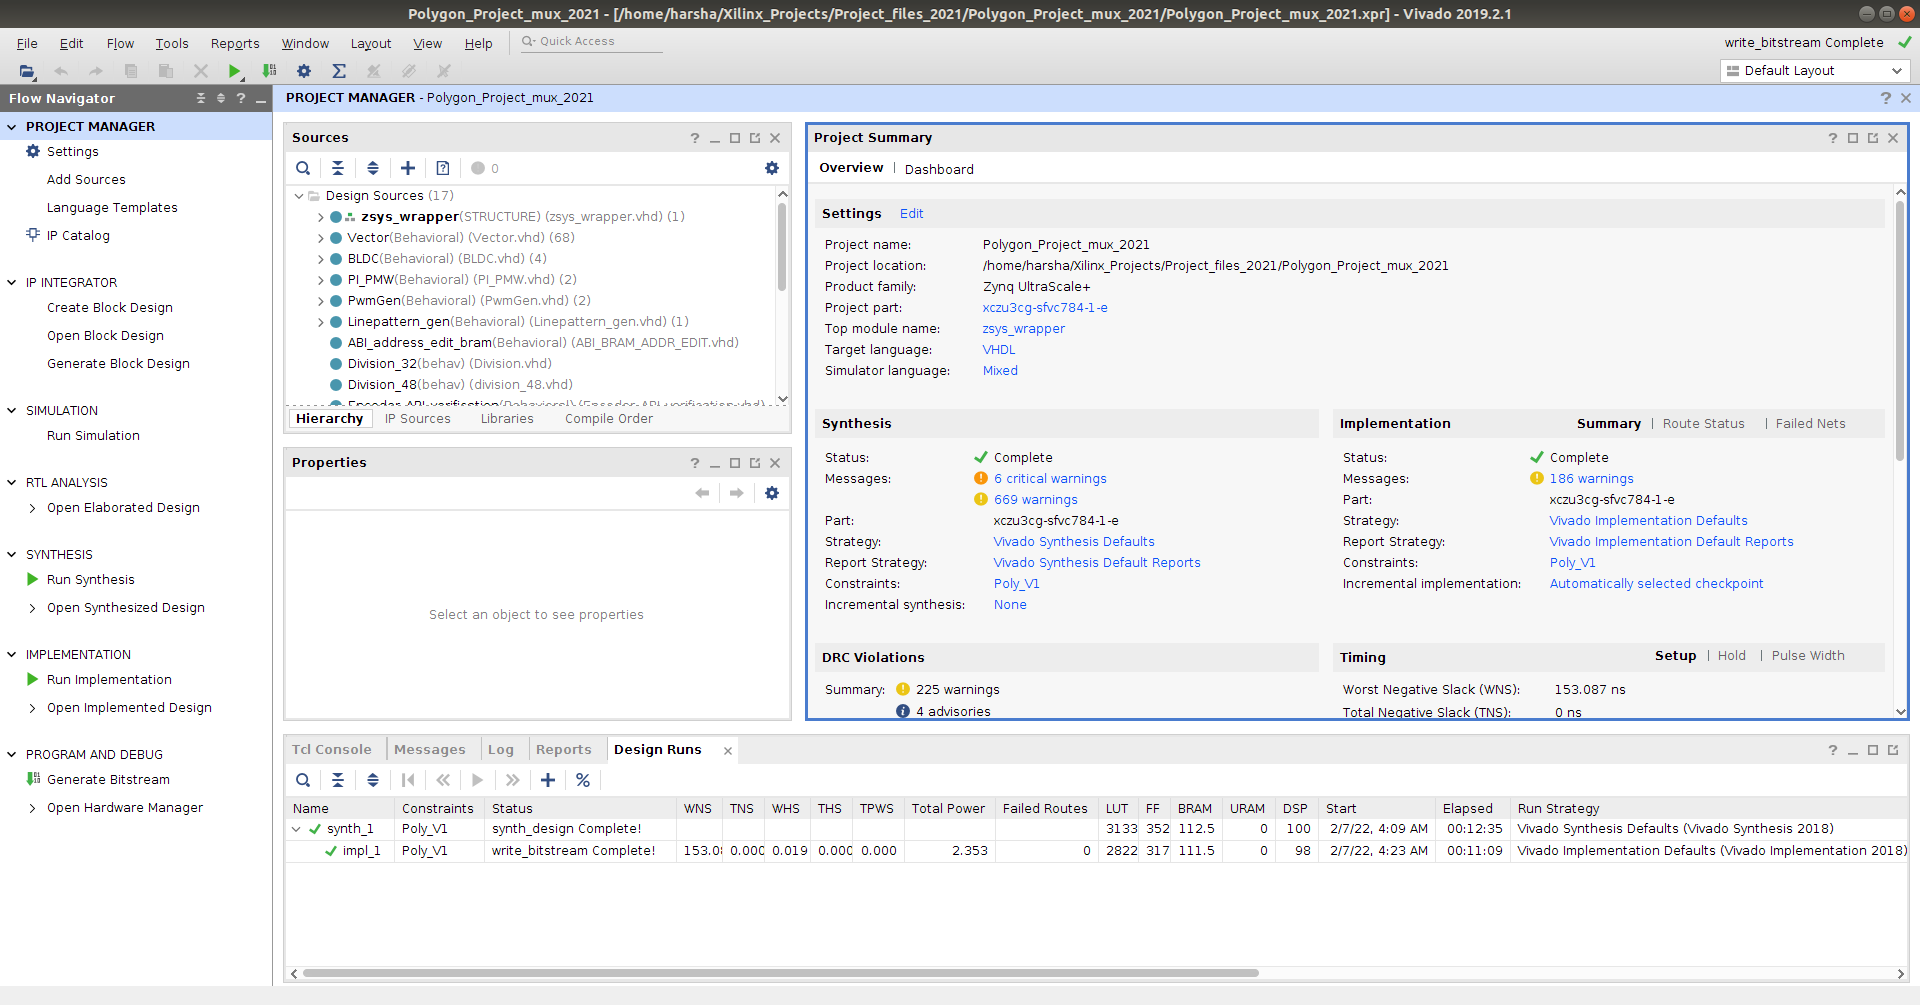 Polygon_Project_mux_2021 - [/home/harsha/Xilinx_Projects/Project_files_2021/Polygon_Project_mux_2021/Polygon_Project_mux_2021.xpr] - Vivado 2019.2.1
File Edit Flow Tools Reports Window Layout View Help Quick Access
write_bitstream Complete
Default Layout
Flow Navigator
PROJECT MANAGER
Settings
Add Sources
Language Templates
IP Catalog
IP INTEGRATOR
Create Block Design
Open Block Design
Generate Block Design
SIMULATION
Run Simulation
RTL ANALYSIS
Open Elaborated Design
SYNTHESIS
Run Synthesis
Open Synthesized Design
IMPLEMENTATION
Run Implementation
Open Implemented Design
PROGRAM AND DEBUG
Generate Bitstream
Open Hardware Manager
PROJECT MANAGER - Polygon_Project_mux_2021
Sources
0
Design Sources (17)
zsys_wrapper(STRUCTURE) (zsys_wrapper.vhd) (1)
Vector(Behavioral) (Vector.vhd) (68)
BLDC(Behavioral) (BLDC.vhd) (4)
PI_PMW(Behavioral) (PI_PMW.vhd) (2)
PwmGen(Behavioral) (PwmGen.vhd) (2)
Linepattern_gen(Behavioral) (Linepattern_gen.vhd) (1)
ABI_address_edit_bram(Behavioral) (ABI_BRAM_ADDR_EDIT.vhd)
Division_32(behav) (Division.vhd)
Division_48(behav) (division_48.vhd)
Hierarchy IP Sources Libraries Compile Order
Properties
Select an object to see properties
Project Summary
Overview | Dashboard
Settings Edit
Project name: Polygon_Project_mux_2021
Project location: /home/harsha/Xilinx_Projects/Project_files_2021/Polygon_Project_mux_2021
Product family: Zynq UltraScale+
Project part: xczu3cg-sfvc784-1-e
Top module name: zsys_wrapper
Target language: VHDL
Simulator language: Mixed
Synthesis
Status: Complete
Messages: 6 critical warnings
669 warnings
Part: xczu3cg-sfvc784-1-e
Strategy: Vivado Synthesis Defaults
Report Strategy: Vivado Synthesis Default Reports
Constraints: Poly_V1
Incremental synthesis: None
Implementation Summary | Route Status | Failed Nets
Status: Complete
Messages: 186 warnings
Part: xczu3cg-sfvc784-1-e
Strategy: Vivado Implementation Defaults
Report Strategy: Vivado Implementation Default Reports
Constraints: Poly_V1
Incremental implementation: Automatically selected checkpoint
DRC Violations
Summary: 225 warnings
4 advisories
Timing Setup | Hold | Pulse Width
Worst Negative Slack (WNS): 153.087 ns
Total Negative Slack (TNS): 0 ns
Tcl Console Messages Log Reports Design Runs
Name Constraints Status WNS TNS WHS THS TPWS Total Power Failed Routes LUT FF BRAM URAM DSP Start Elapsed Run Strategy
synth_1 Poly_V1 synth_design Complete! 3133 352 112.5 0 100 2/7/22, 4:09 AM 00:12:35 Vivado Synthesis Defaults (Vivado Synthesis 2018)
impl_1 Poly_V1 write_bitstream Complete! 153.08 0.000 0.019 0.000 0.000 2.353 0 2822 317 111.5 0 98 2/7/22, 4:23 AM 00:11:09 Vivado Implementation Defaults (Vivado Implementation 2018)